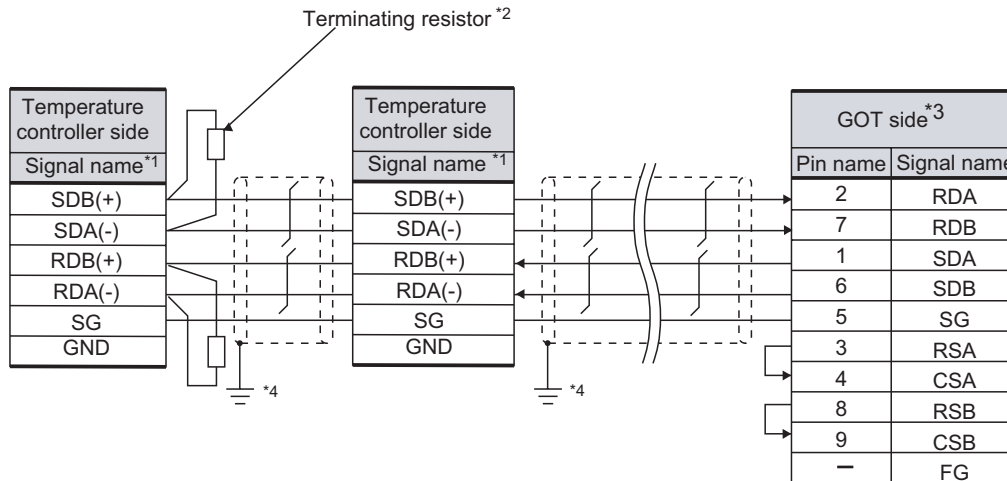 Terminating resistor *2
Temperature
controller side
Signal name*1
SDB(+)
SDA(-)
RDB(+)
RDA(-)
SG
GND
*4
Temperature
controller side
Signal name *1
SDB(+)
SDA(-)
RDB(+)
RDA(-)
SG
GND
*4
GOT side*3
Pin name Signal name
2 RDA
7 RDB
1 SDA
6 SDB
5 SG
3 RSA
4 CSA
8 RSB
9 CSB
– FG